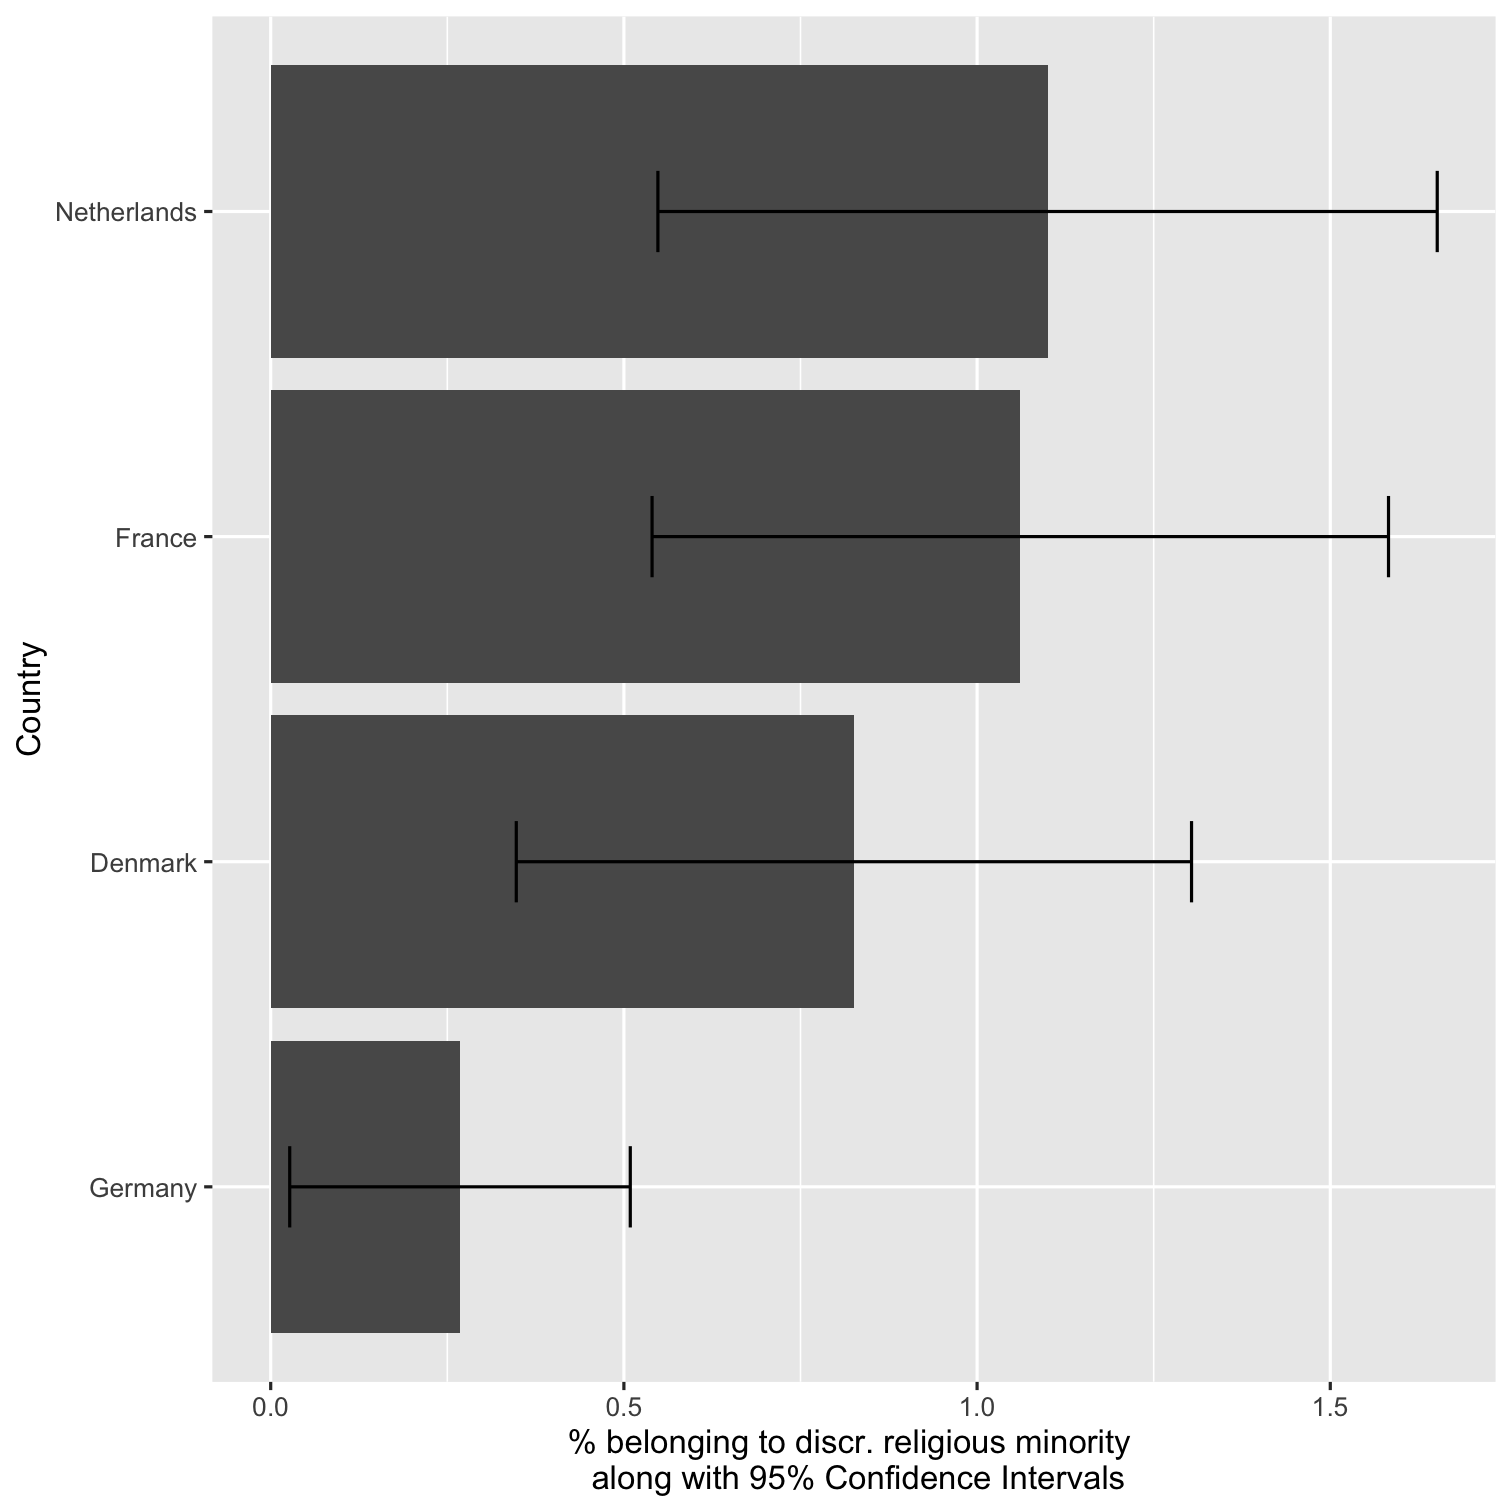 Netherlands
France
Denmark
Germany
Country
0.0 0.5 1.0 1.5
% belonging to discr. religious minority
along with 95% Confidence Intervals